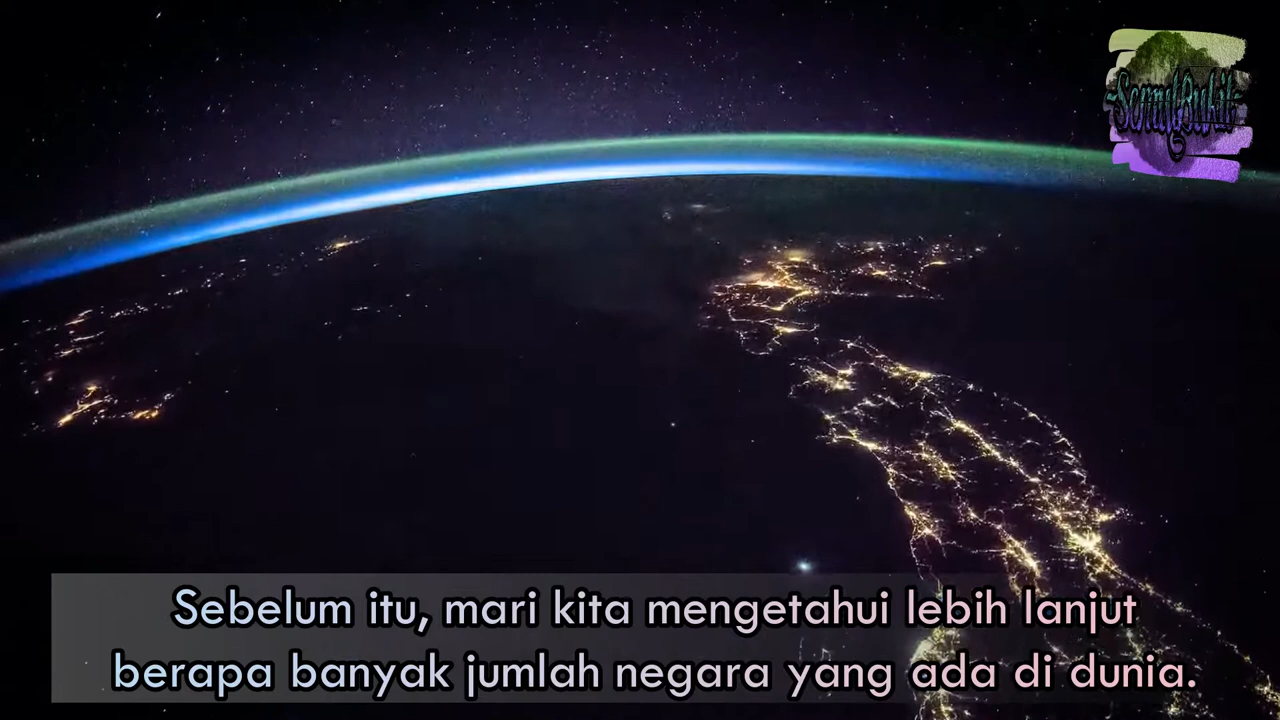 Sebelum itu, mari kita mengetahui lebih lanjut
berapa banyak jumlah negara yang ada di dunia.